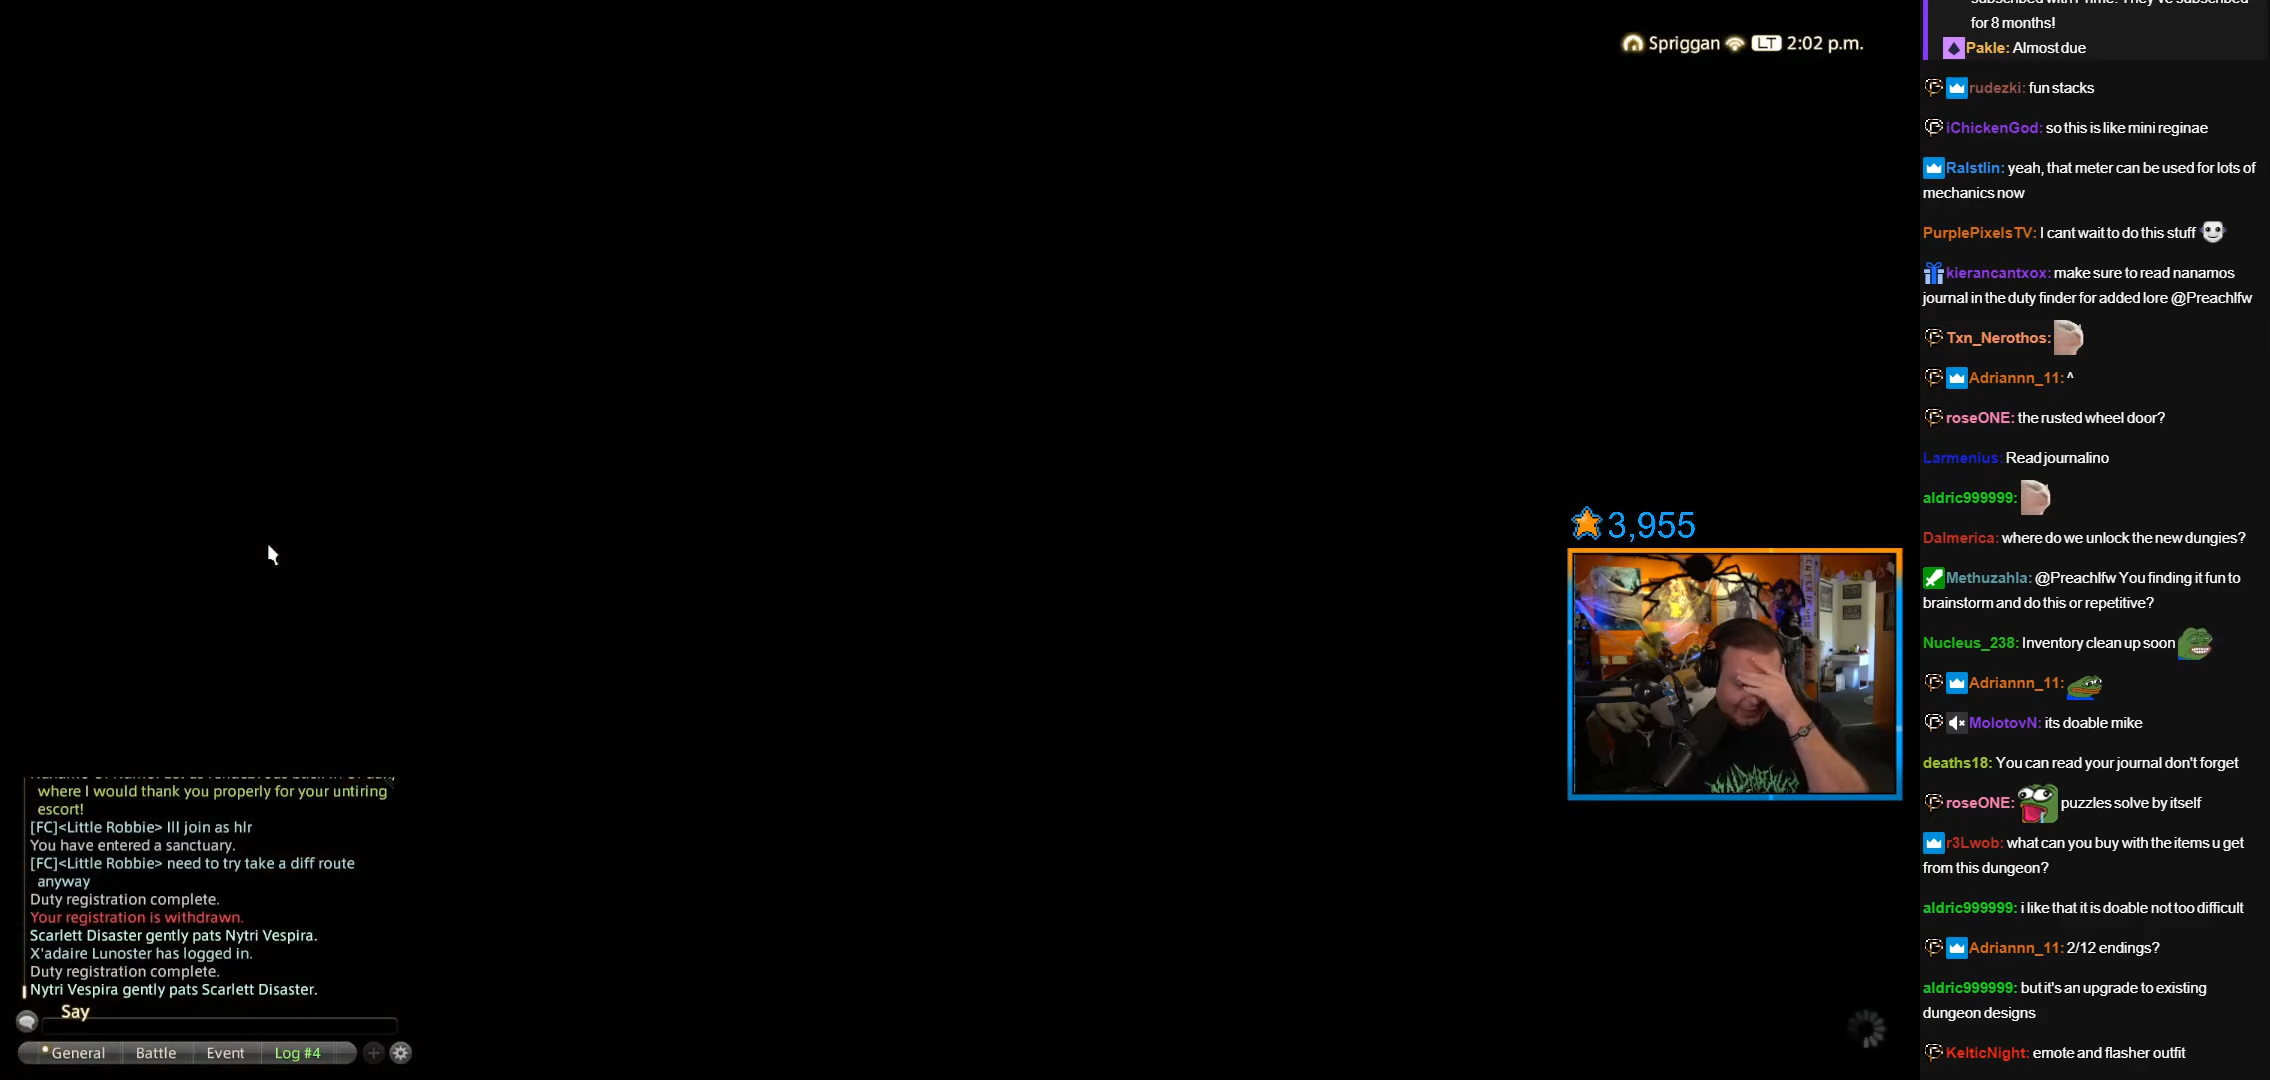 Spriggan LT 2:02 p.m.
for 8 months!
Pakle: Almost due
rudezki: fun stacks
iChickenGod: so this is like mini reginae
Ralstlin: yeah, that meter can be used for lots of
mechanics now
PurplePixelsTV: I cant wait to do this stuff
kierancantxox: make sure to read nanamos
journal in the duty finder for added lore @Preachlfw
Txn_Nerothos:
Adriannn_11: ^
roseONE: the rusted wheel door?
Larmenius: Read journalino
aldric999999:
Dalmerica: where do we unlock the new dungies?
Methuzahla: @Preachlfw You finding it fun to
brainstorm and do this or repetitive?
Nucleus_238: Inventory clean up soon
Adriannn_11:
MolotovN: its doable mike
deaths18: You can read your journal don't forget
roseONE: puzzles solve by itself
r3Lwob: what can you buy with the items u get
from this dungeon?
aldric999999: i like that it is doable not too difficult
Adriannn_11: 2/12 endings?
aldric999999: but it's an upgrade to existing
dungeon designs
KelticNight: emote and flasher outfit
3,955
where I would thank you properly for your untiring
escort!
[FC]<Little Robbie> Ill join as hlr
You have entered a sanctuary.
[FC]<Little Robbie> need to try take a diff route
anyway
Duty registration complete.
Your registration is withdrawn.
Scarlett Disaster gently pats Nytri Vespira.
X'adaire Lunoster has logged in.
Duty registration complete.
Nytri Vespira gently pats Scarlett Disaster.
Say
General Battle Event Log #4